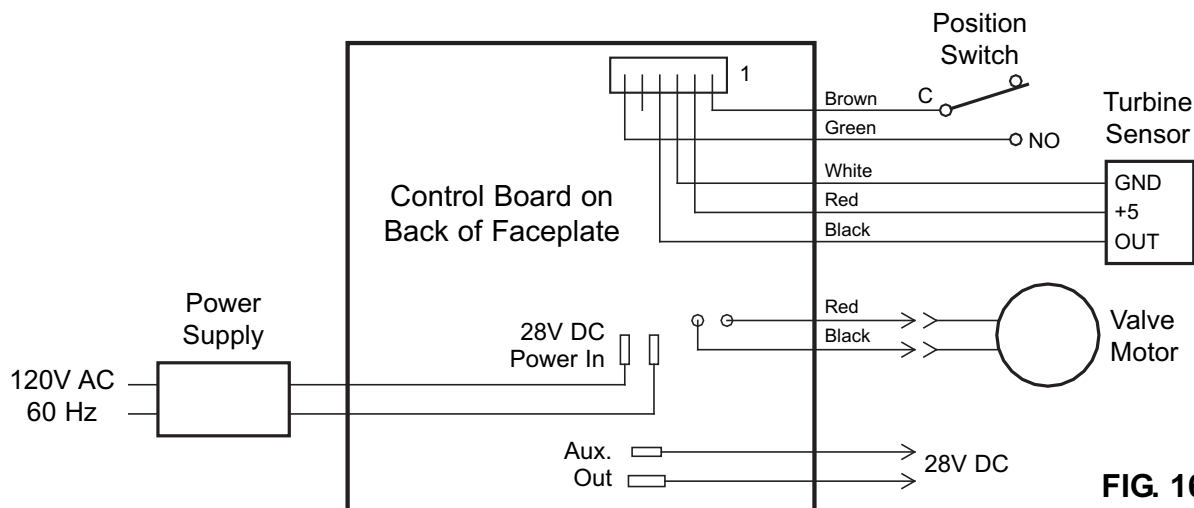 Position
Switch
1
Brown
C
Turbine
Sensor
Green
NO
White
GND
Control Board on
Back of Faceplate
Red
+5
Black
OUT
Power
Supply
28V DC
Power In
Red
Black
Valve
Motor
120V AC
60 Hz
Aux.
Out
28V DC
FIG. 16